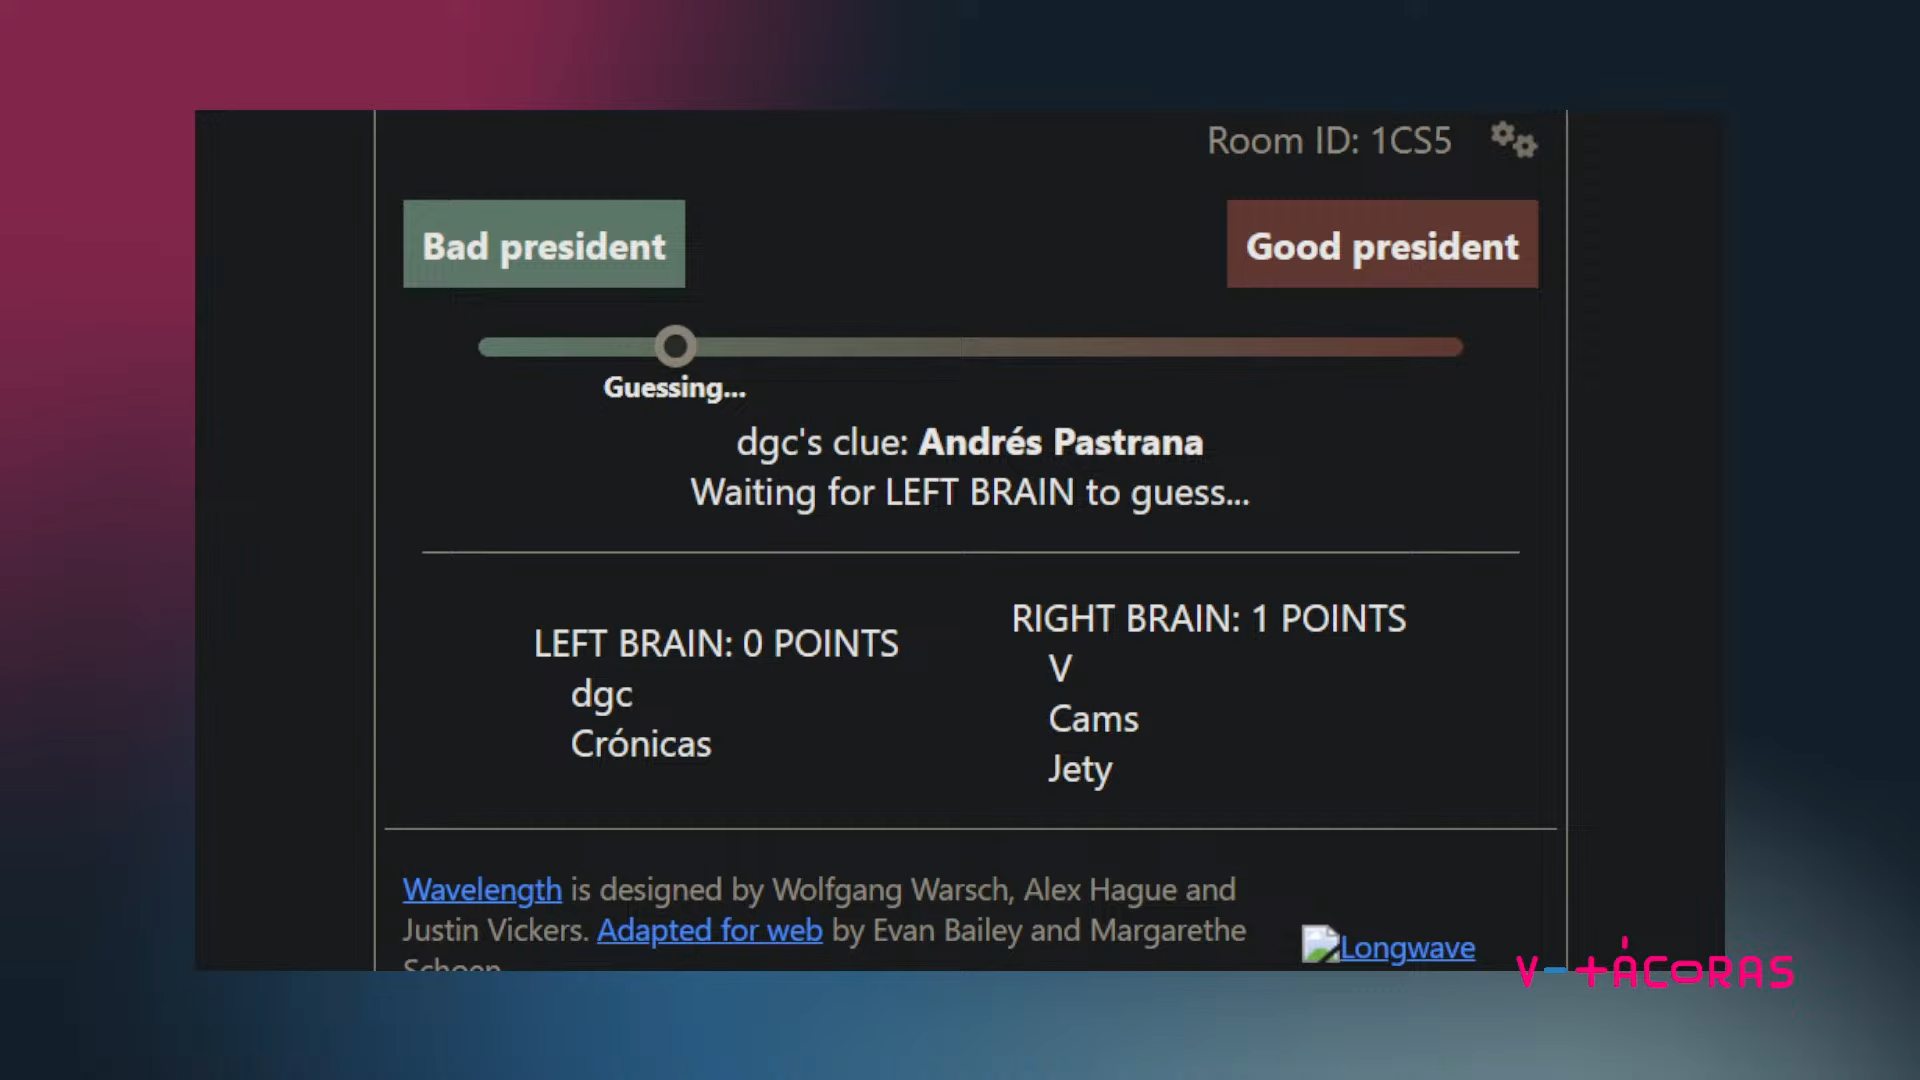 Room ID: 1CS5
Bad president
Good president
Guessing...
dgc's clue: Andrés Pastrana
Waiting for LEFT BRAIN to guess...
LEFT BRAIN: 0 POINTS
dgc
Crónicas
RIGHT BRAIN: 1 POINTS
V
Cams
Jety
Wavelength is designed by Wolfgang Warsch, Alex Hague and
Justin Vickers. Adapted for web by Evan Bailey and Margarethe
Schoen
Longwave
V-TÁCORAS